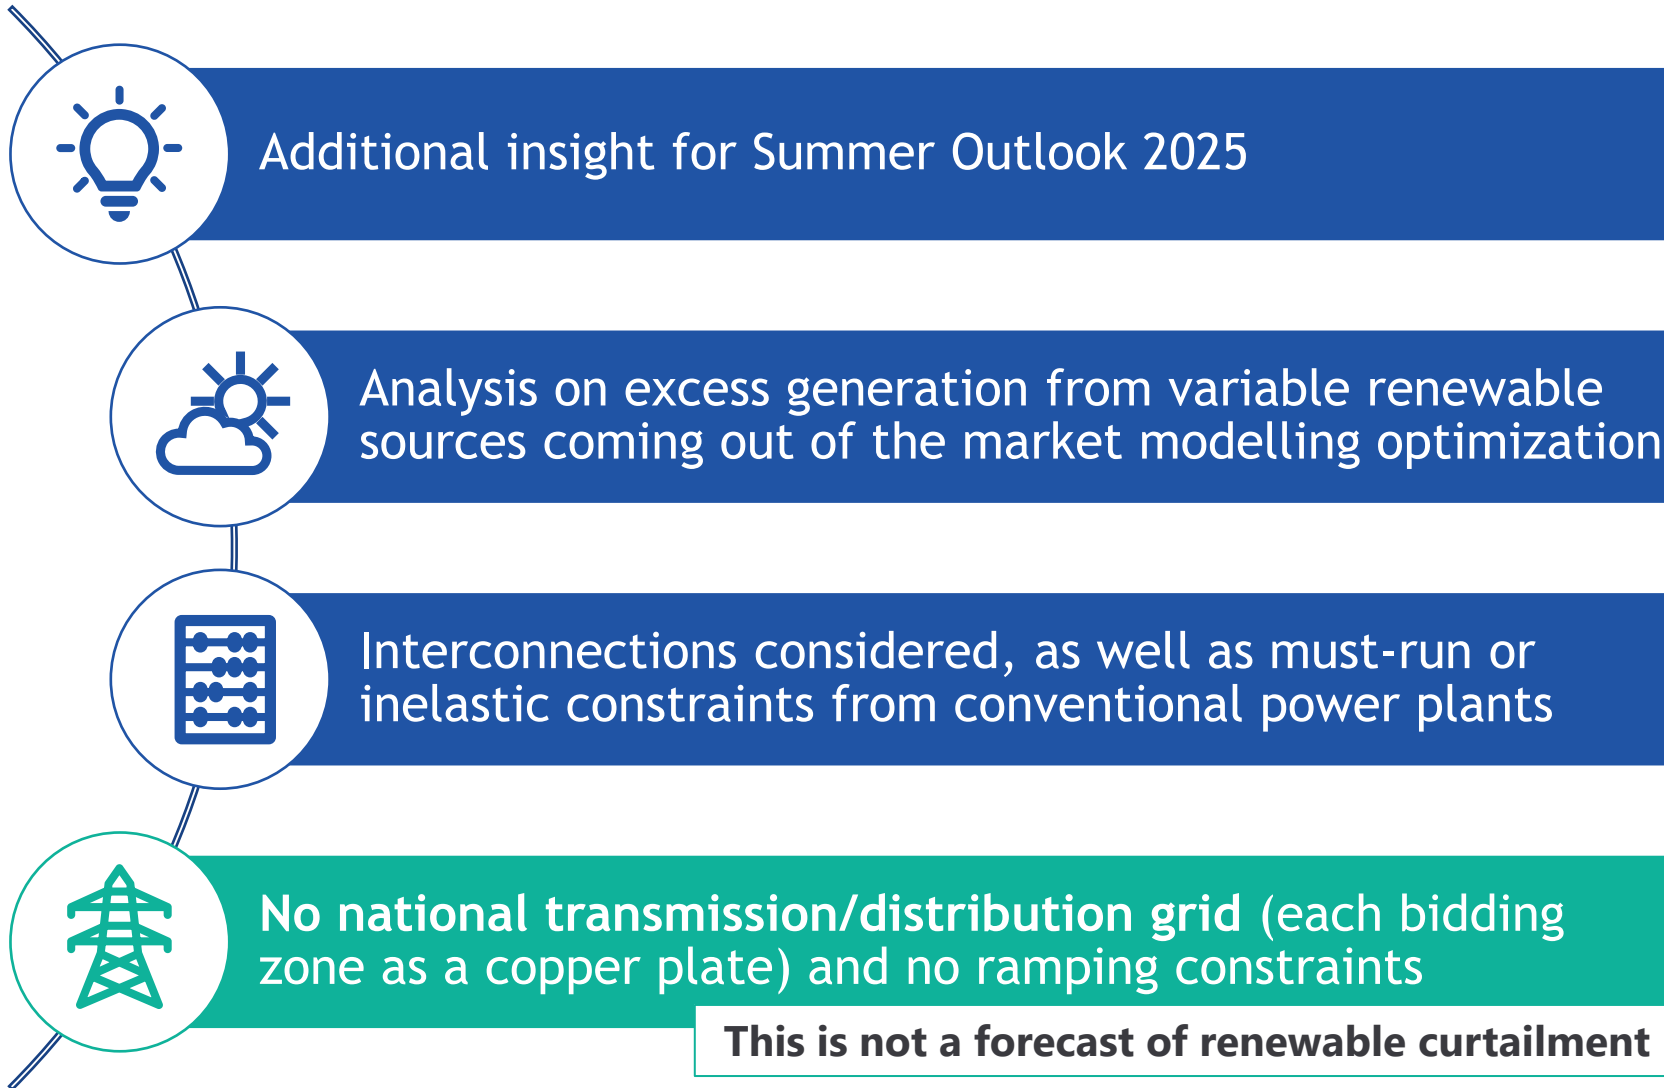 Additional insight for Summer Outlook 2025
Analysis on excess generation from variable renewable
sources coming out of the market modelling optimization
Interconnections considered, as well as must-run or
inelastic constraints from conventional power plants
No national transmission/distribution grid (each bidding
zone as a copper plate) and no ramping constraints
This is not a forecast of renewable curtailment